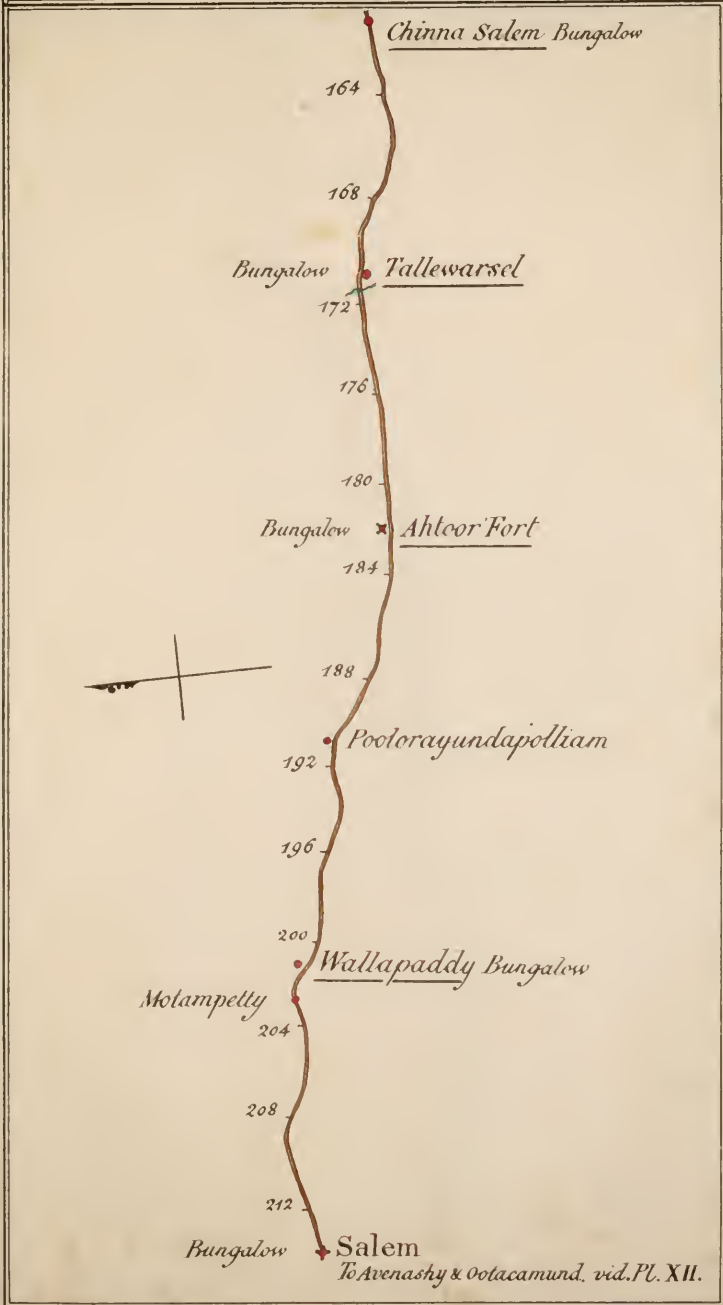 Chinna Salem Bungalow
164
168
Bungalow Tallewarsel
172
176
180
Bungalow Ahtoor Fort
184
188
Poolorayundapolliam
192
196
200
Wallapaddy Bungalow
Motampetty
204
208
212
Bungalow Salem
To Avenashy & Ootacamund. vid. Pl. XII.